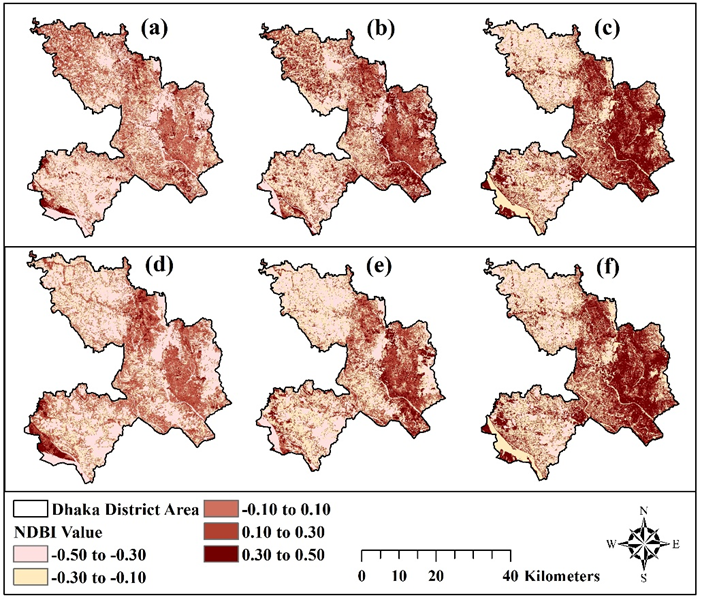 (a) (b) (c)
(d) (e) (f)
Dhaka District Area
NDBI Value
-0.50 to -0.30
-0.30 to -0.10
-0.10 to 0.10
0.10 to 0.30
0.30 to 0.50
0 10 20 40 Kilometers
N
W E
S